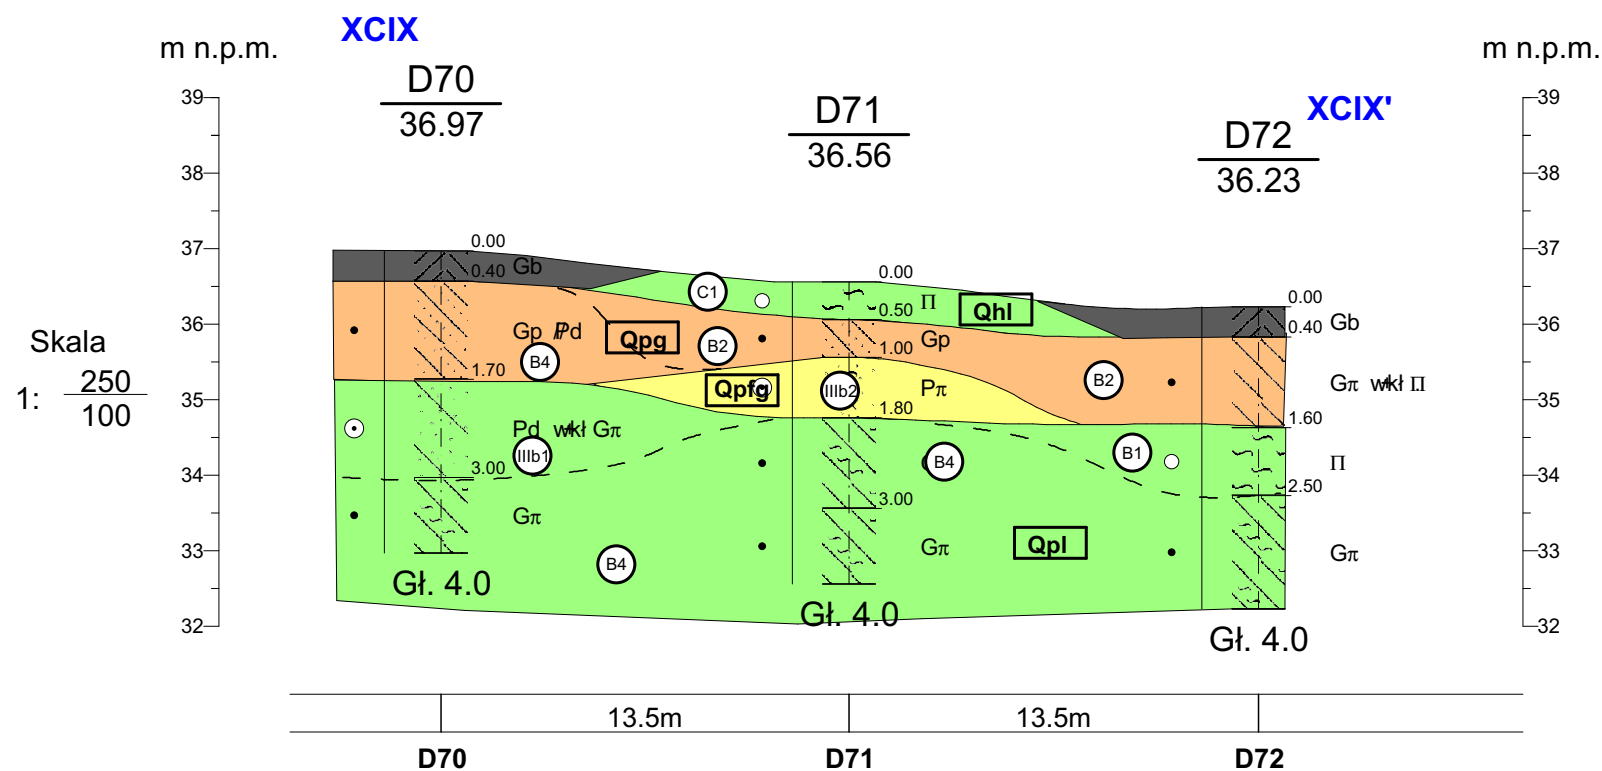 XCIX
m n.p.m.
m n.p.m.
D70
36.97
D71
36.56
D72
36.23
XCIX'
39
38
37
36
35
34
33
32
39
38
37
36
35
34
33
32
Skala
1: 250
100
0.00
0.40
1.70
3.00
Gb
Gp
Pd wkł Gπ
Gπ
B4
IIIb1
B4
Gł. 4.0
C1
Qpg
B2
Qpfg
IIIb2
0.00
0.50
1.00
1.80
3.00
Π
Gp
Pπ
Gπ
B4
Gł. 4.0
Qhl
B2
B1
Qpl
0.00
0.40
1.60
2.50
Gb
Gπ wkł Π
Π
Gπ
Gł. 4.0
13.5m
13.5m
D70
D71
D72